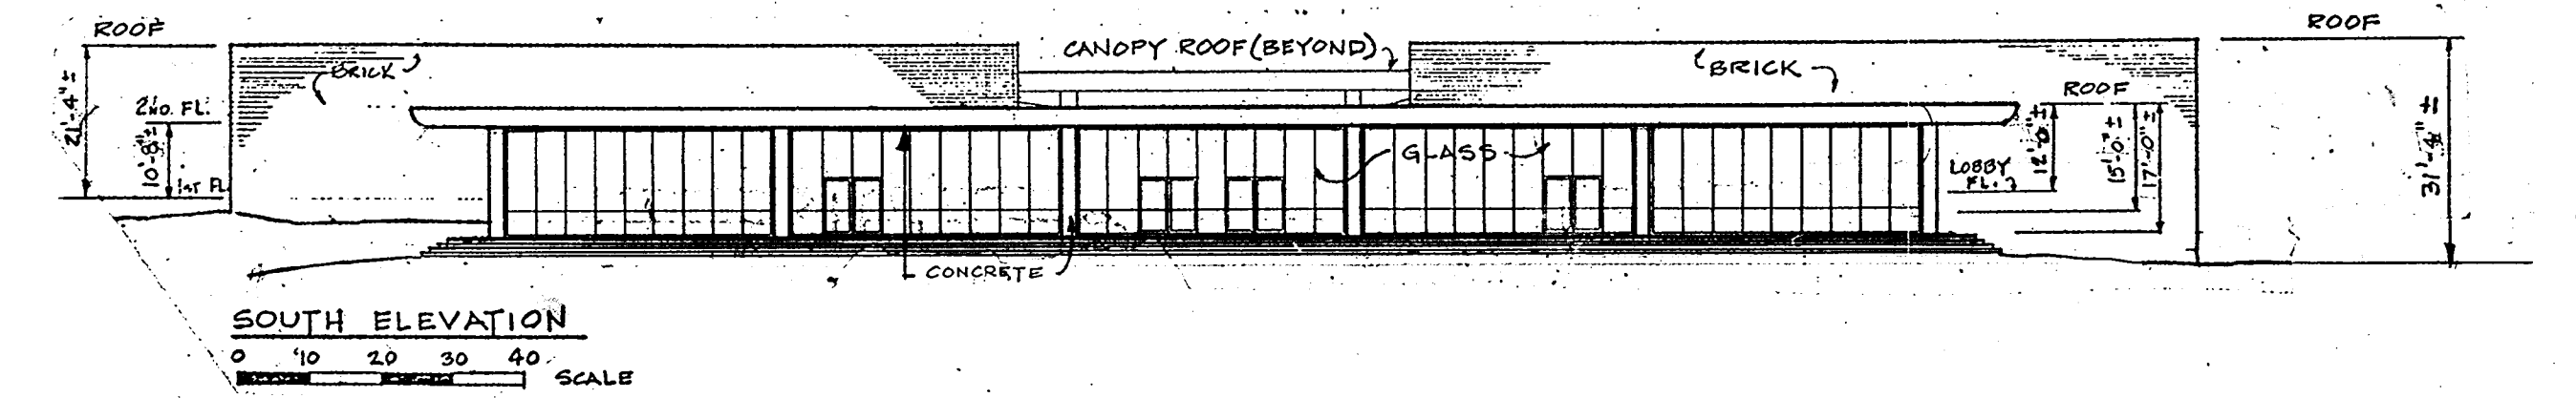 ROOF
ROOF
CANOPY ROOF (BEYOND)
BRICK
BRICK
ROOF
21'-4" ±
2ND. FL.
10'-8" ±
1ST FL.
GLASS
LOBBY
FL.
12'-0" ±
15'-0" ±
17'-0" ±
31'-4" ±
CONCRETE
SOUTH ELEVATION
0 10 20 30 40
SCALE